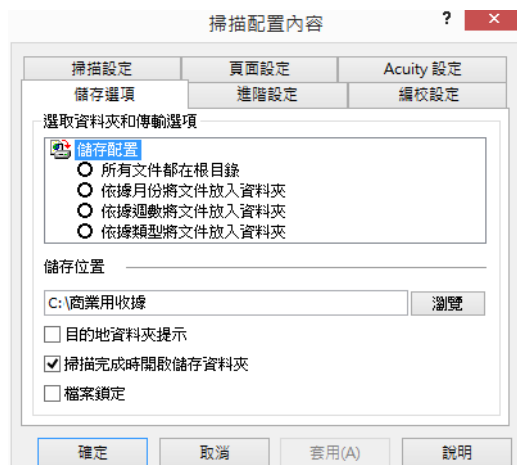 掃描配置內容
?
掃描設定 頁面設定 Acuity 設定
儲存選項 進階設定 編校設定
選取資料夾和傳輸選項
儲存配置
所有文件都在根目錄
依據月份將文件放入資料夾
依據週數將文件放入資料夾
依據類型將文件放入資料夾
儲存位置
C:\商業用收據 瀏覽
目的地資料夾提示
掃描完成時開啟儲存資料夾
檔案鎖定
確定 取消 套用(A) 說明